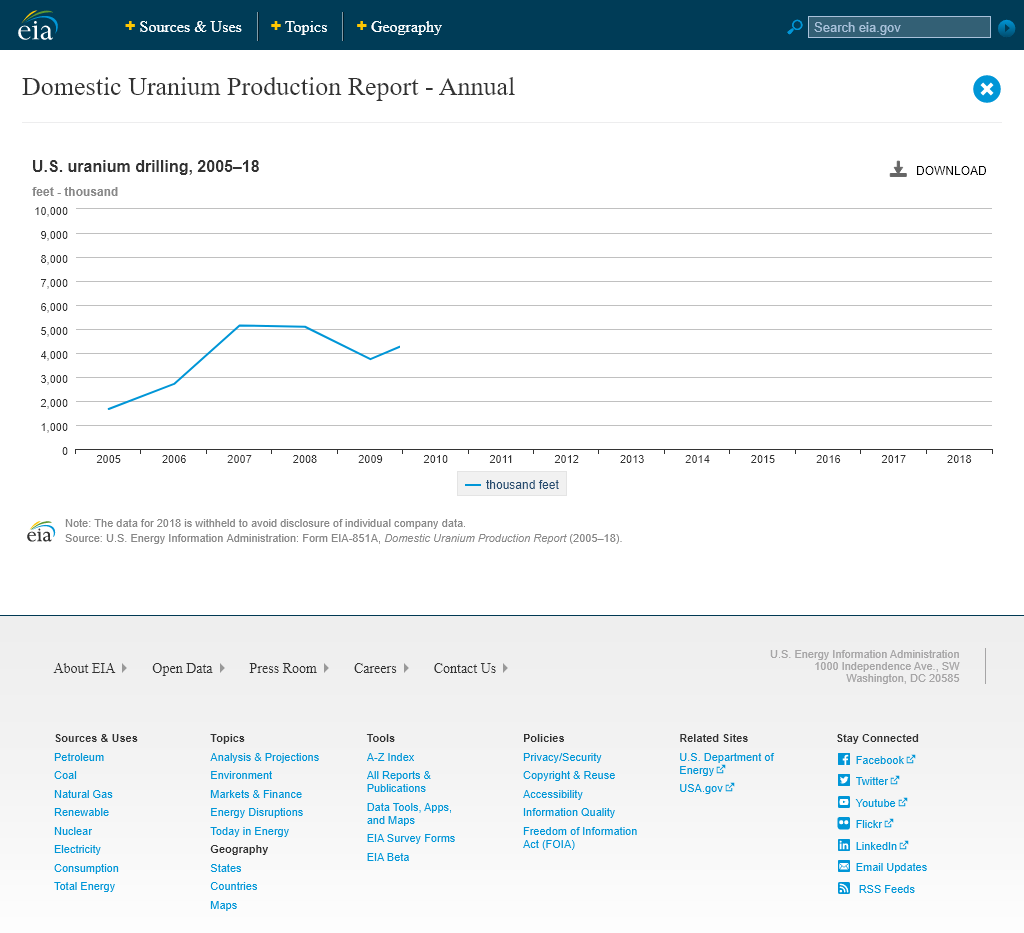 eia
Sources & Uses
Topics
Geography
Search eia.gov
Domestic Uranium Production Report - Annual
U.S. uranium drilling, 2005–18
DOWNLOAD
feet - thousand
10,000
9,000
8,000
7,000
6,000
5,000
4,000
3,000
2,000
1,000
0
2005 2006 2007 2008 2009 2010 2011 2012 2013 2014 2015 2016 2017 2018
thousand feet
eia
Note: The data for 2018 is withheld to avoid disclosure of individual company data.
Source: U.S. Energy Information Administration: Form EIA-851A, Domestic Uranium Production Report (2005–18).
About EIA
Open Data
Press Room
Careers
Contact Us
U.S. Energy Information Administration
1000 Independence Ave., SW
Washington, DC 20585
Sources & Uses
Petroleum
Coal
Natural Gas
Renewable
Nuclear
Electricity
Consumption
Total Energy
Topics
Analysis & Projections
Environment
Markets & Finance
Energy Disruptions
Today in Energy
Geography
States
Countries
Maps
Tools
A-Z Index
All Reports &
Publications
Data Tools, Apps,
and Maps
EIA Survey Forms
EIA Beta
Policies
Privacy/Security
Copyright & Reuse
Accessibility
Information Quality
Freedom of Information
Act (FOIA)
Related Sites
U.S. Department of
Energy
USA.gov
Stay Connected
Facebook
Twitter
Youtube
Flickr
LinkedIn
Email Updates
RSS Feeds